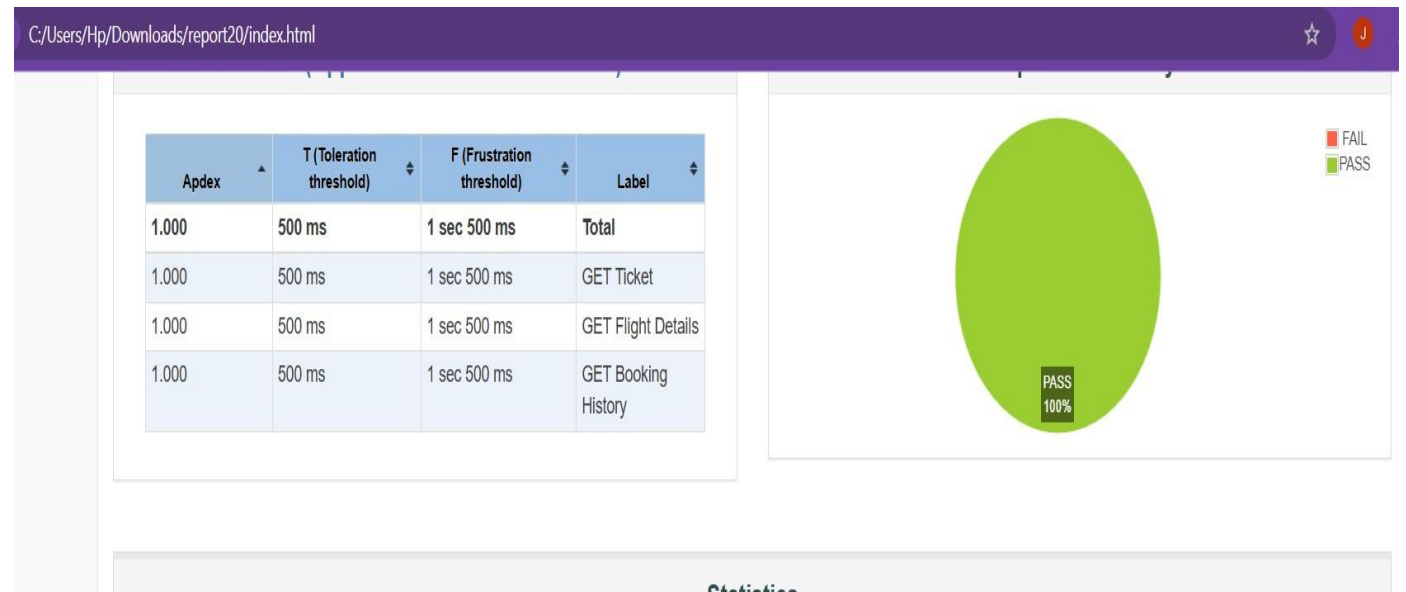 C:/Users/Hp/Downloads/report20/index.html
J
Apdex
T (Toleration
threshold)
F (Frustration
threshold)
Label
1.000 500 ms 1 sec 500 ms Total
1.000 500 ms 1 sec 500 ms GET Ticket
1.000 500 ms 1 sec 500 ms GET Flight Details
1.000 500 ms 1 sec 500 ms GET Booking
History
FAIL
PASS
PASS
100%
Statistics